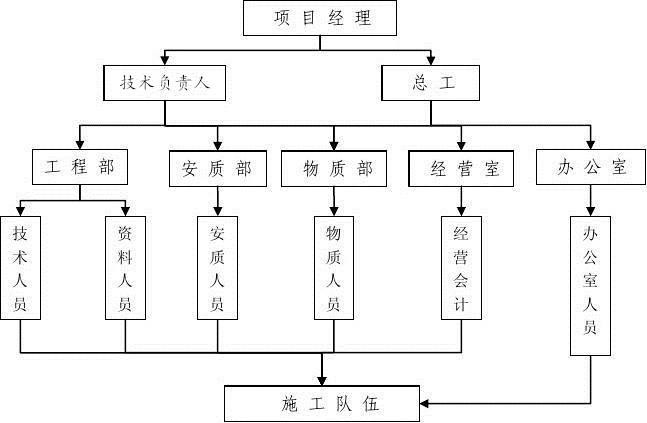 项目经理
技术负责人
总工
工程部
安质部
物质部
经营室
办公室
技术人员
资料人员
安质人员
物质人员
经营会计
办公室人员
施工队伍